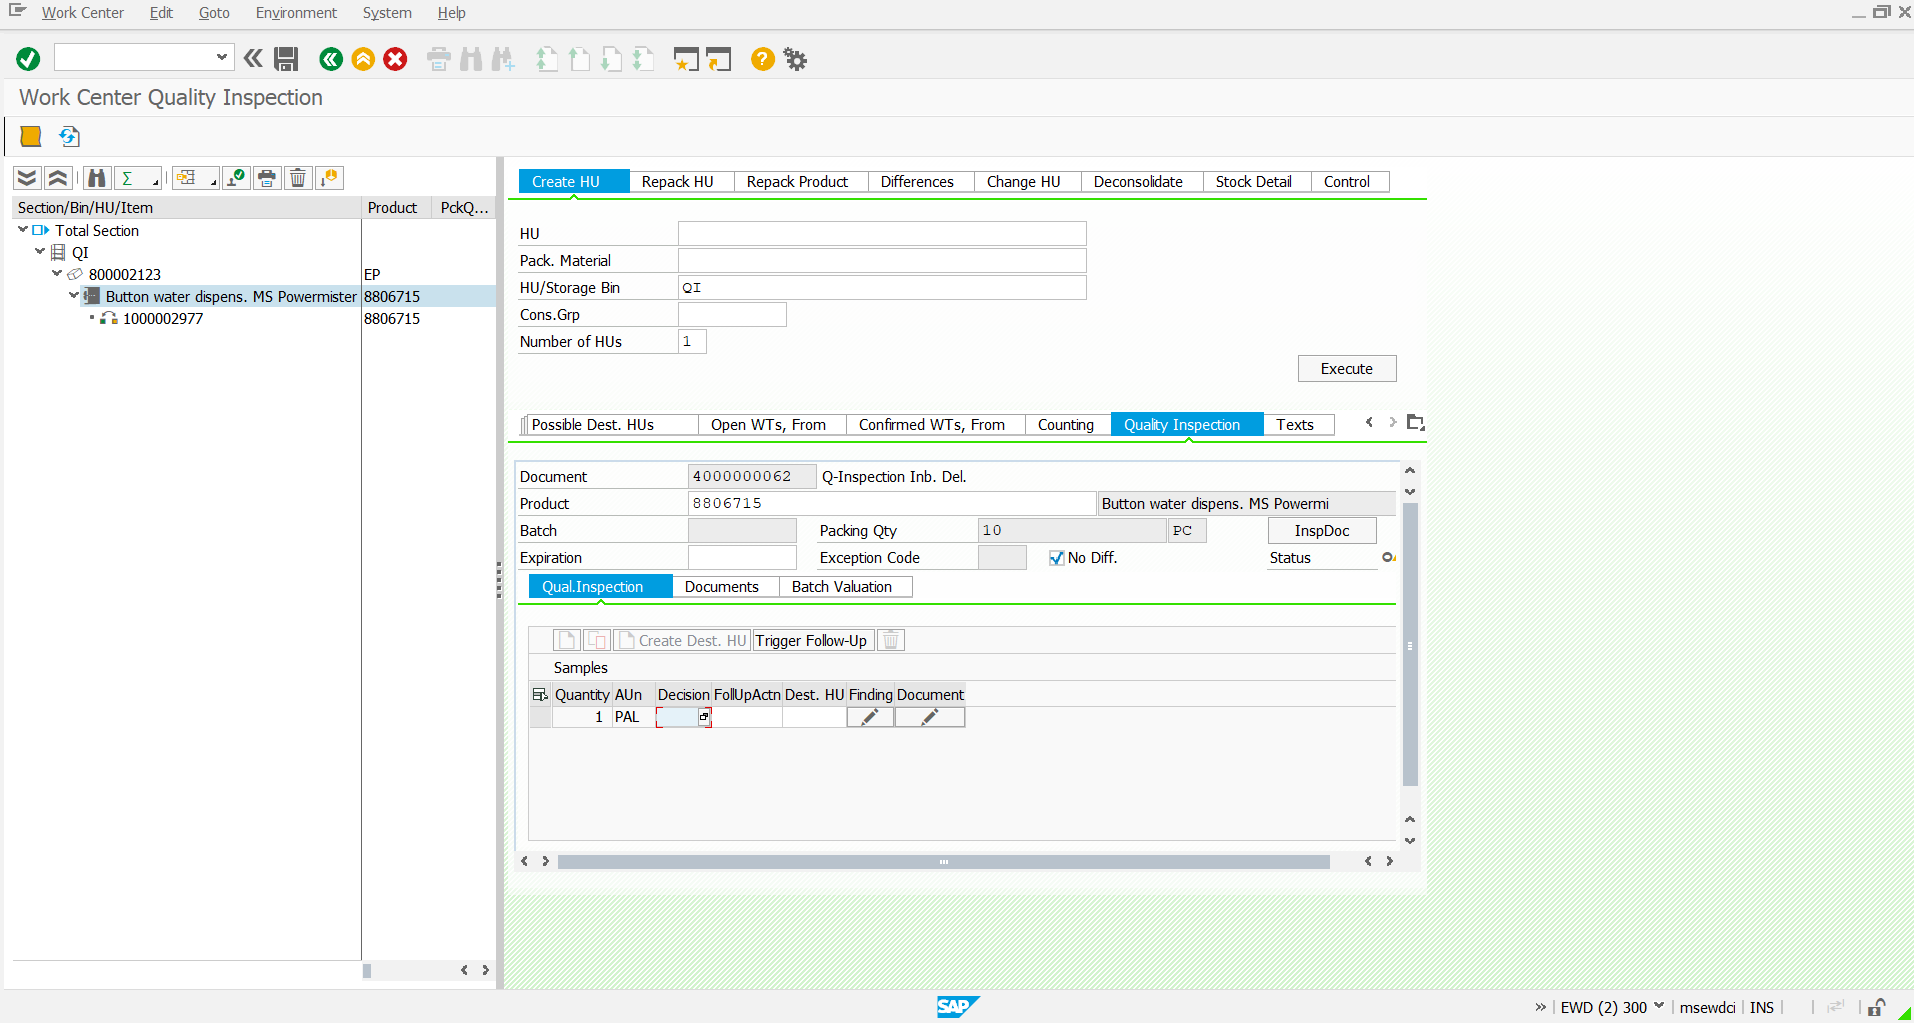 Work Center Edit Goto Environment System Help
Work Center Quality Inspection
Section/Bin/HU/Item Product PckQ...
Total Section
QI
800002123 EP
Button water dispens. MS Powermister 8806715
1000002977 8806715
Create HU Repack HU Repack Product Differences Change HU Deconsolidate Stock Detail Control
HU
Pack. Material
HU/Storage Bin QI
Cons.Grp
Number of HUs 1
Execute
Possible Dest. HUs Open WTs, From Confirmed WTs, From Counting Quality Inspection Texts
Document 4000000062 Q-Inspection Inb. Del.
Product 8806715 Button water dispens. MS Powermi
Batch Packing Qty 10 PC InspDoc
Expiration Exception Code No Diff. Status
Qual.Inspection Documents Batch Valuation
Create Dest. HU Trigger Follow-Up
Samples
Quantity AUn Decision FollUpActn Dest. HU Finding Document
1 PAL
SAP EWD (2) 300 msewdci INS